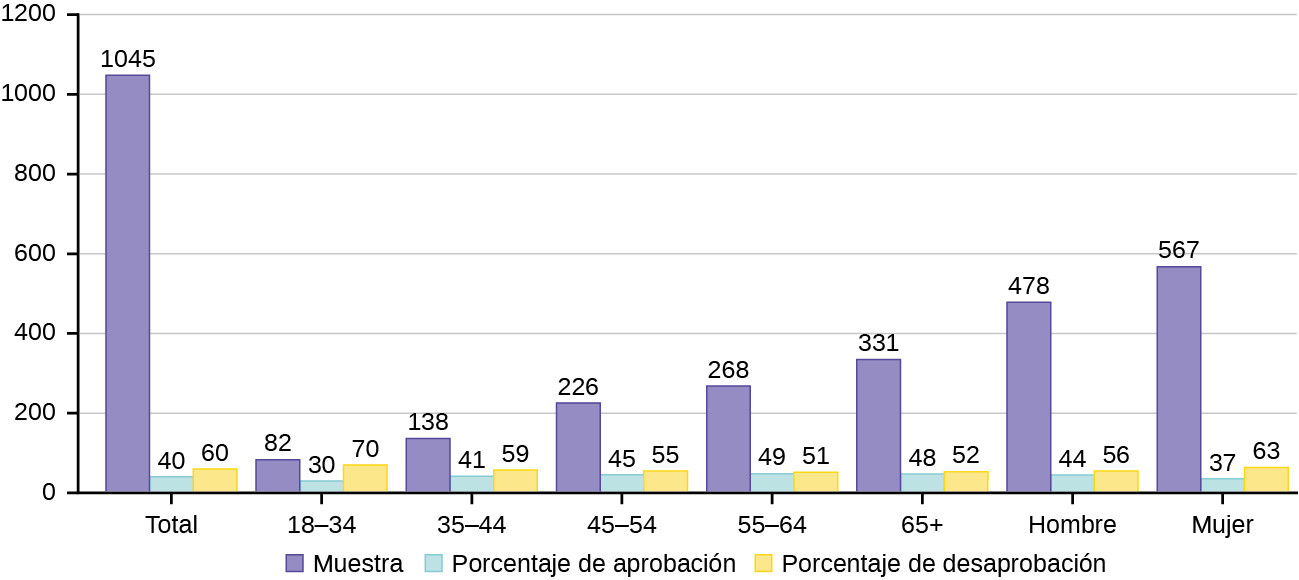 1200
1000
800
600
400
200
0
1045 40 60
82 30 70
138 41 59
226 45 55
268 49 51
331 48 52
478 44 56
567 37 63
Total 18–34 35–44 45–54 55–64 65+ Hombre Mujer
Muestra Porcentaje de aprobación Porcentaje de desaprobación